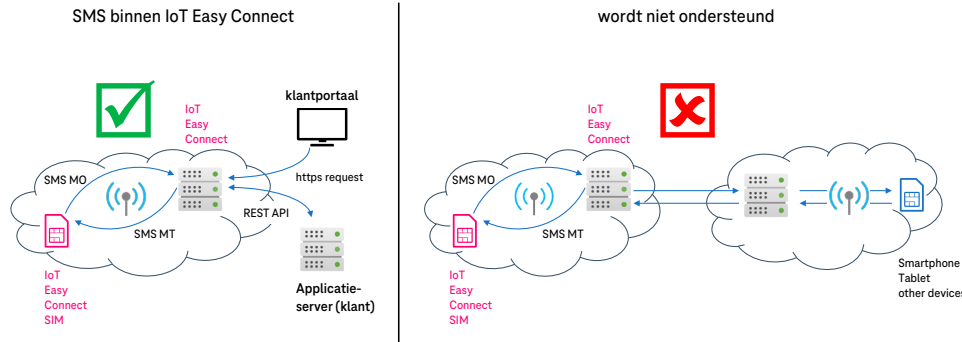 SMS binnen IoT Easy Connect
klantportaal
IoT
Easy
Connect
SMS MO
https request
REST API
SMS MT
IoT
Easy
Connect
SIM
Applicatie-
server (klant)
wordt niet ondersteund
IoT
Easy
Connect
SMS MO
SMS MT
IoT
Easy
Connect
SIM
Smartphone
Tablet
other devices